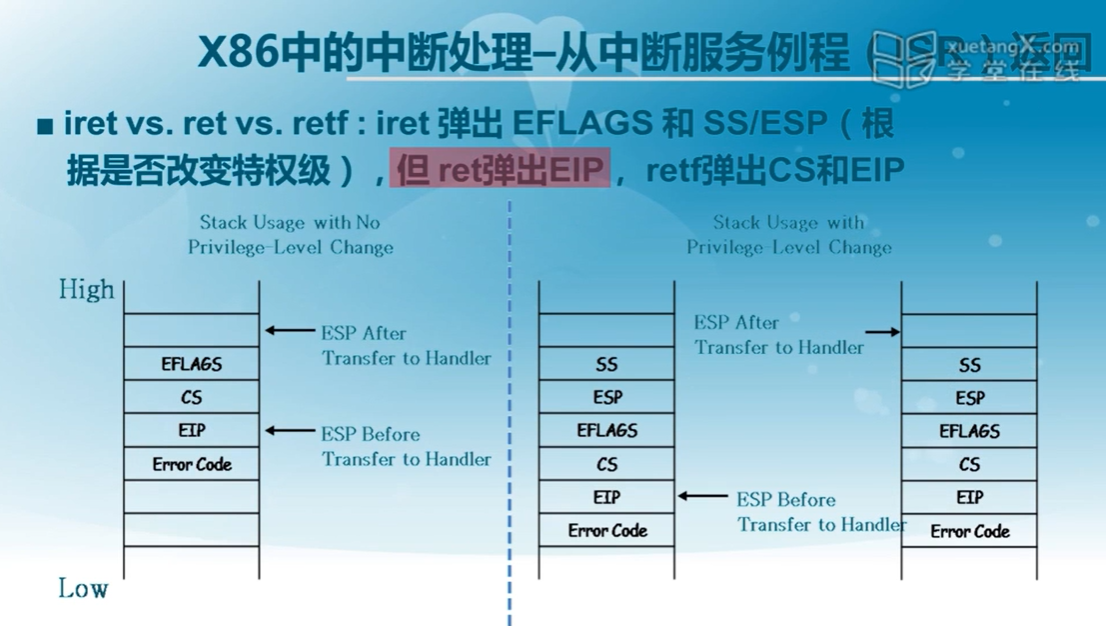 X86中的中断处理–从中断服务例程（ISR）返回
xuetangX.com
学堂在线
■ iret vs. ret vs. retf : iret 弹出 EFLAGS 和 SS/ESP（根
据是否改变特权级），但 ret弹出EIP ， retf弹出CS和EIP
Stack Usage with No
Privilege-Level Change
Stack Usage with
Privilege-Level Change
High
ESP After
Transfer to Handler
EFLAGS
CS
EIP
Error Code
ESP Before
Transfer to Handler
Low
SS
ESP
EFLAGS
CS
EIP
Error Code
ESP Before
Transfer to Handler
ESP After
Transfer to Handler
SS
ESP
EFLAGS
CS
EIP
Error Code